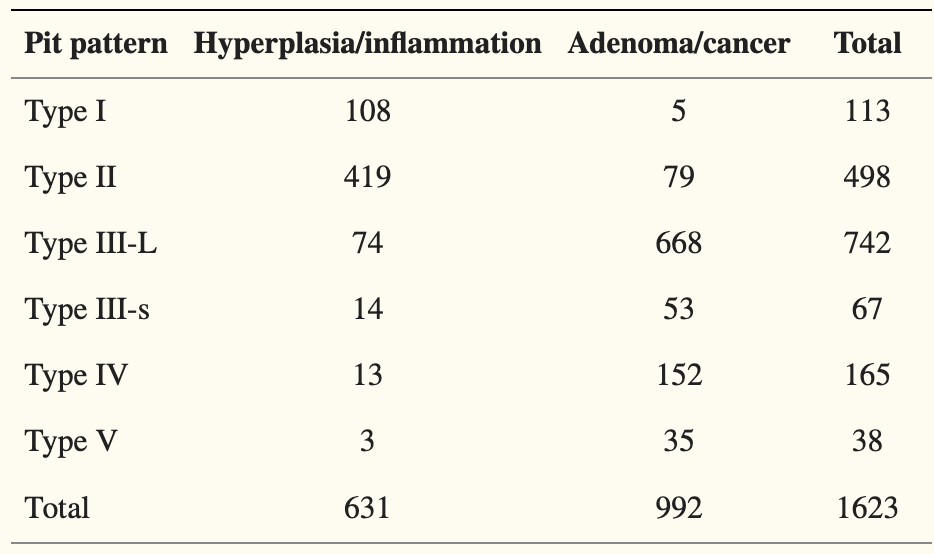 Pit pattern Hyperplasia/inflammation Adenoma/cancer Total
Type I 108 5 113
Type II 419 79 498
Type III-L 74 668 742
Type III-s 14 53 67
Type IV 13 152 165
Type V 3 35 38
Total 631 992 1623